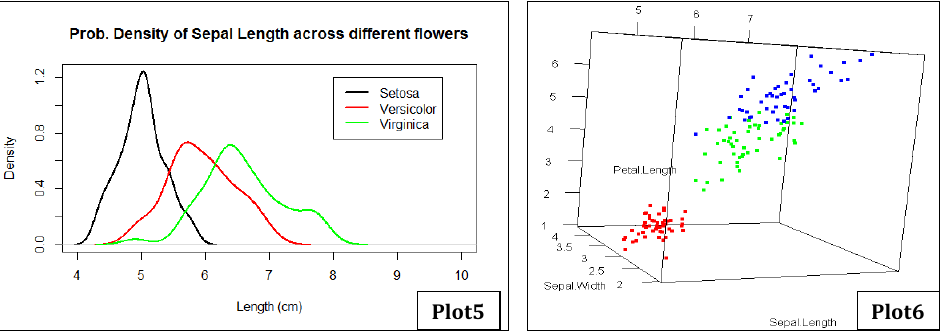 Prob. Density of Sepal Length across different flowers
Density
0.0
0.4
0.8
1.2
Setosa
Versicolor
Virginica
4 5 6 7 8 9 10
Length (cm)
Plot5
5 6 7
6
5
4
3
2
1
Petal.Length
4
3.5
3
2.5
2
Sepal.Width
Sepal.Length
Plot6